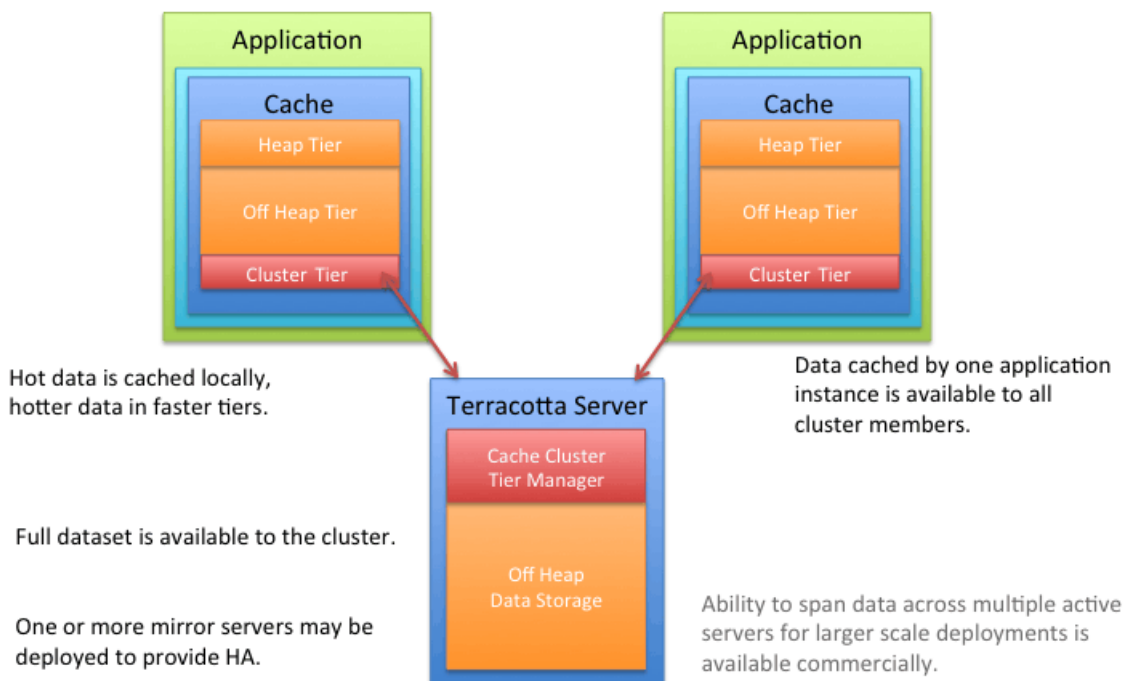 Application
Cache
Heap Tier
Off Heap Tier
Cluster Tier
Application
Cache
Heap Tier
Off Heap Tier
Cluster Tier
Hot data is cached locally,
hotter data in faster tiers.
Data cached by one application
instance is available to all
cluster members.
Terracotta Server
Cache Cluster
Tier Manager
Off Heap
Data Storage
Full dataset is available to the cluster.
One or more mirror servers may be
deployed to provide HA.
Ability to span data across multiple active
servers for larger scale deployments is
available commercially.